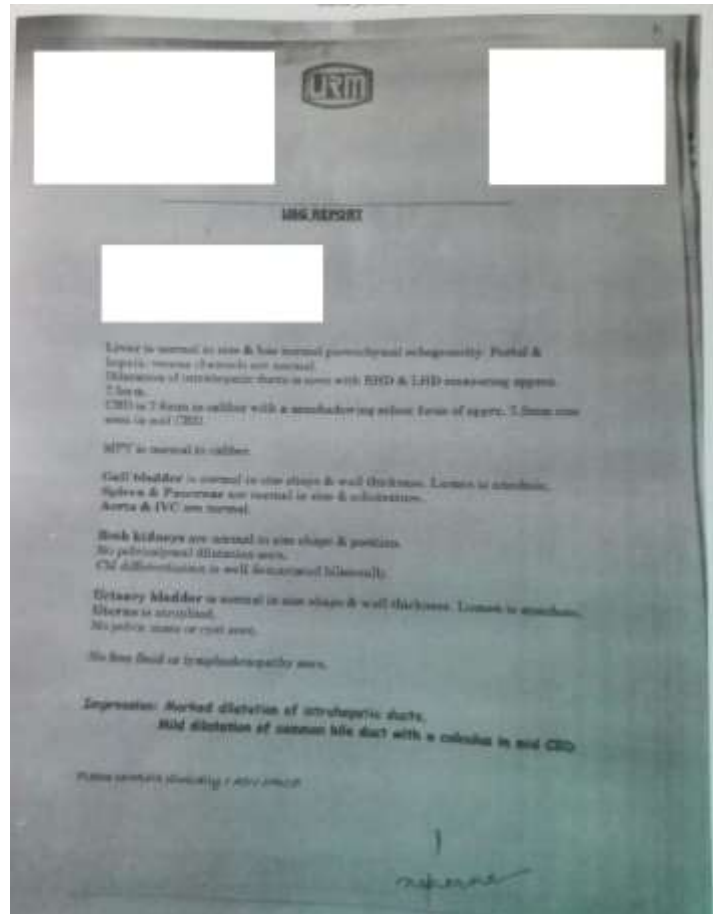 URM
USG REPORT
Liver is normal in size & has normal parenchymal echogenicity. Portal &
hepatic venous channels are normal.
Dilatation of intrahepatic ducts is seen with RHD & LHD measuring approx.
CBD is 7.6mm in caliber with a echo focus of approx. size
seen in mid CBD.
MPV is normal in caliber.
Gall bladder is normal in size shape & wall thickness. Lumen is anechoic.
Spleen & Pancreas are normal in size & echotexture.
Aorta & IVC are normal.
Both kidneys are normal in size shape & position.
No pelvicalyceal dilatation seen.
CM differentiation is well demarcated bilaterally.
Urinary bladder is normal in size shape & wall thickness. Lumen is anechoic.
Uterus is
No pelvic mass or cyst seen.
No free fluid or lymphadenopathy seen.
Impression: Marked dilatation of intrahepatic ducts.
Mild dilatation of common bile duct with a calculus in mid CBD.
Please correlate clinically